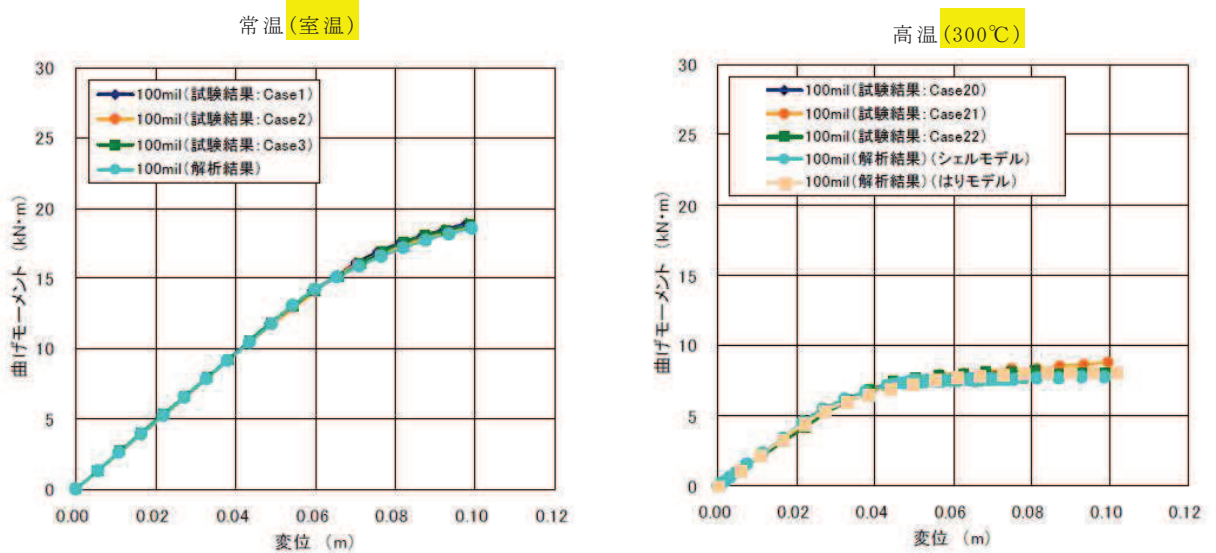 常温(室温)
30
25
20
15
10
5
0
曲げモーメント (kN・m)
100mil(試験結果:Case1)
100mil(試験結果:Case2)
100mil(試験結果:Case3)
100mil(解析結果)
0.00 0.02 0.04 0.06 0.08 0.10 0.12
変位 (m)
高温(300℃)
30
25
20
15
10
5
0
曲げモーメント (kN・m)
100mil(試験結果:Case20)
100mil(試験結果:Case21)
100mil(試験結果:Case22)
100mil(解析結果)(シェルモデル)
100mil(解析結果)(はりモデル)
0.00 0.02 0.04 0.06 0.08 0.10 0.12
変位 (m)